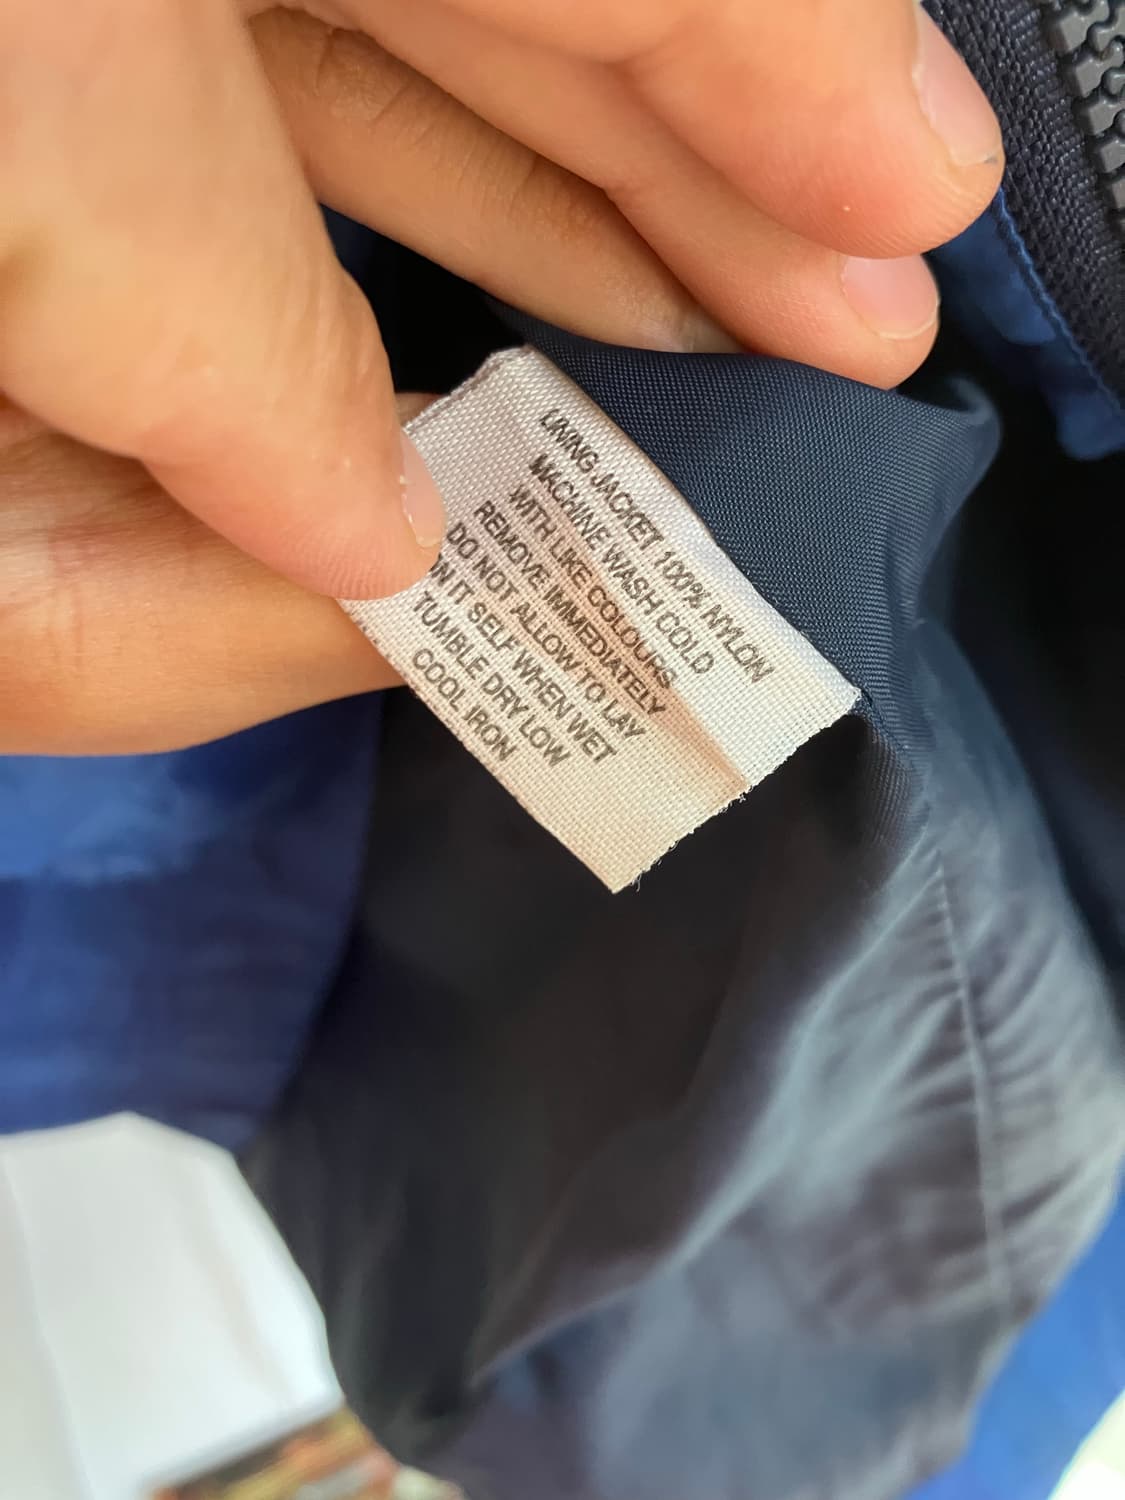 LINING JACKET 100% NYLON
MACHINE WASH COLD
WITH LIKE COLOURS
REMOVE IMMEDIATELY
DO NOT ALLOW TO LAY
ON IT SELF WHEN WET
TUMBLE DRY LOW
COOL IRON